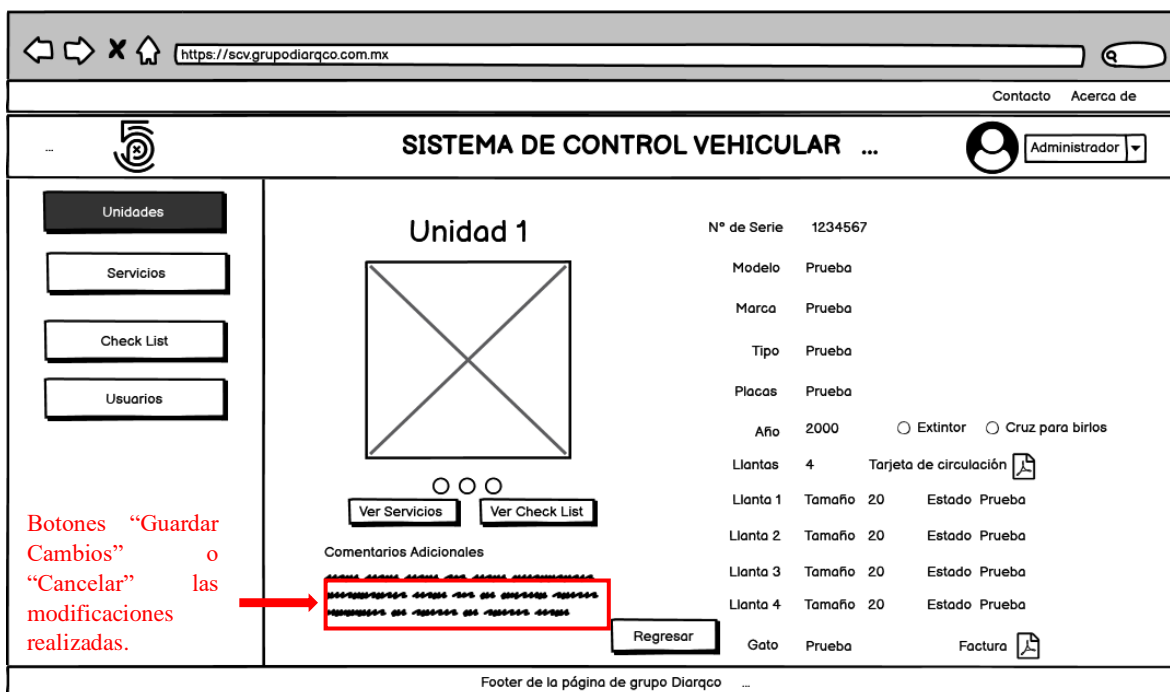 https://scv.grupodiarqco.com.mx
Contacto Acerca de
... SISTEMA DE CONTROL VEHICULAR ... Administrador
Unidades
Servicios
Check List
Usuarios
Botones “Guardar
Cambios” o
“Cancelar” las
modificaciones
realizadas.
Unidad 1
Ver Servicios Ver Check List
Comentarios Adicionales
Regresar
N° de Serie 1234567
Modelo Prueba
Marca Prueba
Tipo Prueba
Placas Prueba
Año 2000 Extintor Cruz para birlos
Llantas 4 Tarjeta de circulación
Llanta 1 Tamaño 20 Estado Prueba
Llanta 2 Tamaño 20 Estado Prueba
Llanta 3 Tamaño 20 Estado Prueba
Llanta 4 Tamaño 20 Estado Prueba
Gato Prueba Factura
Footer de la página de grupo Diarqco ...